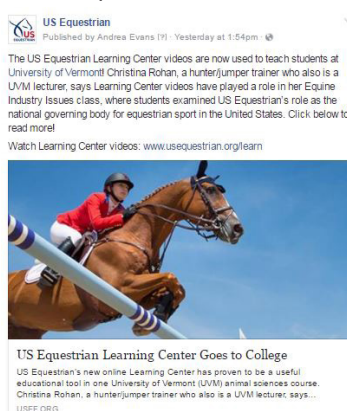 US Equestrian
Published by Andrea Evans [?] · Yesterday at 1:54pm ·
The US Equestrian Learning Center videos are now used to teach students at
University of Vermont! Christina Rohan, a hunter/jumper trainer who also is a
UVM lecturer, says Learning Center videos have played a role in her Equine
Industry Issues class, where students examined US Equestrian's role as the
national governing body for equestrian sport in the United States. Click below to
read more!
Watch Learning Center videos: www.usequestrian.org/learn
US Equestrian Learning Center Goes to College
US Equestrian's new online Learning Center has proven to be a useful
educational tool in one University of Vermont (UVM) animal sciences course.
Christina Rohan, a hunter/jumper trainer who also is a UVM lecturer, says...
USEF.ORG